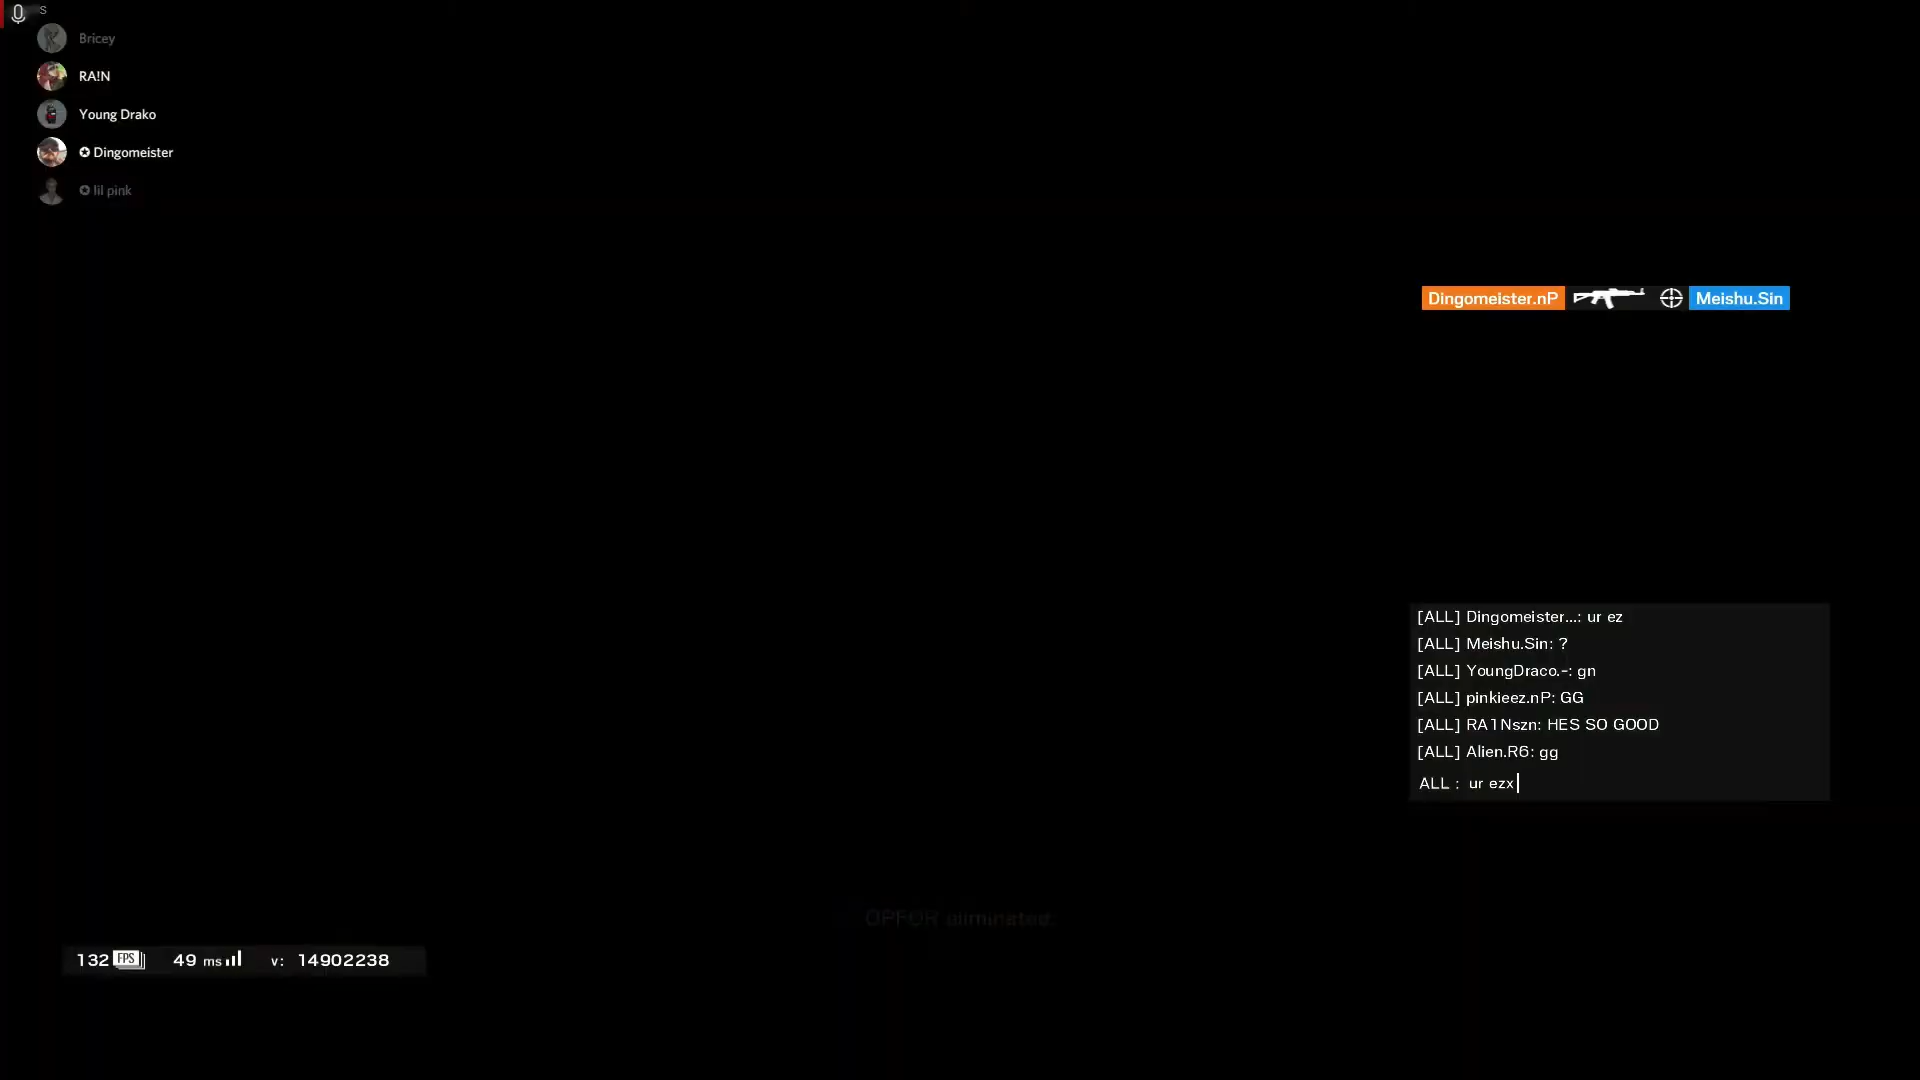 s
Bricey
RA!N
Young Drako
Dingomeister
lil pink
Dingomeister.nP Meishu.Sin
[ALL] Dingomeister...: ur ez
[ALL] Meishu.Sin: ?
[ALL] YoungDraco.-: gn
[ALL] pinkieez.nP: GG
[ALL] RA1Nszn: HES SO GOOD
[ALL] Alien.R6: gg
ALL : ur ezx
OPFOR eliminated
132 FPS 49 ms v: 14902238